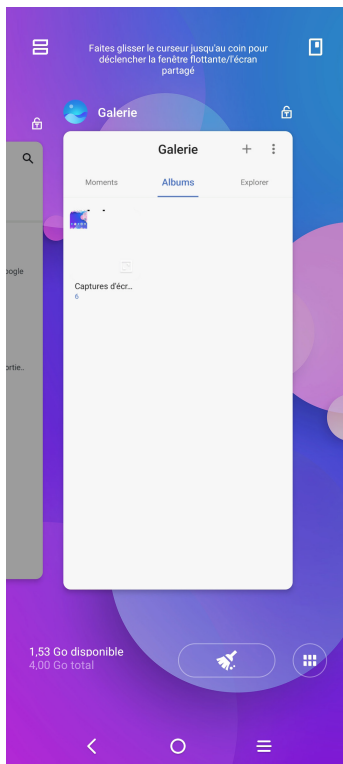 Faites glisser le curseur jusqu'au coin pour
déclencher la fenêtre flottante/l'écran
partagé
Galerie
Galerie
Moments
Albums
Explorer
Captures d'écr...
6
ortie..
1,53 Go disponible
4,00 Go total